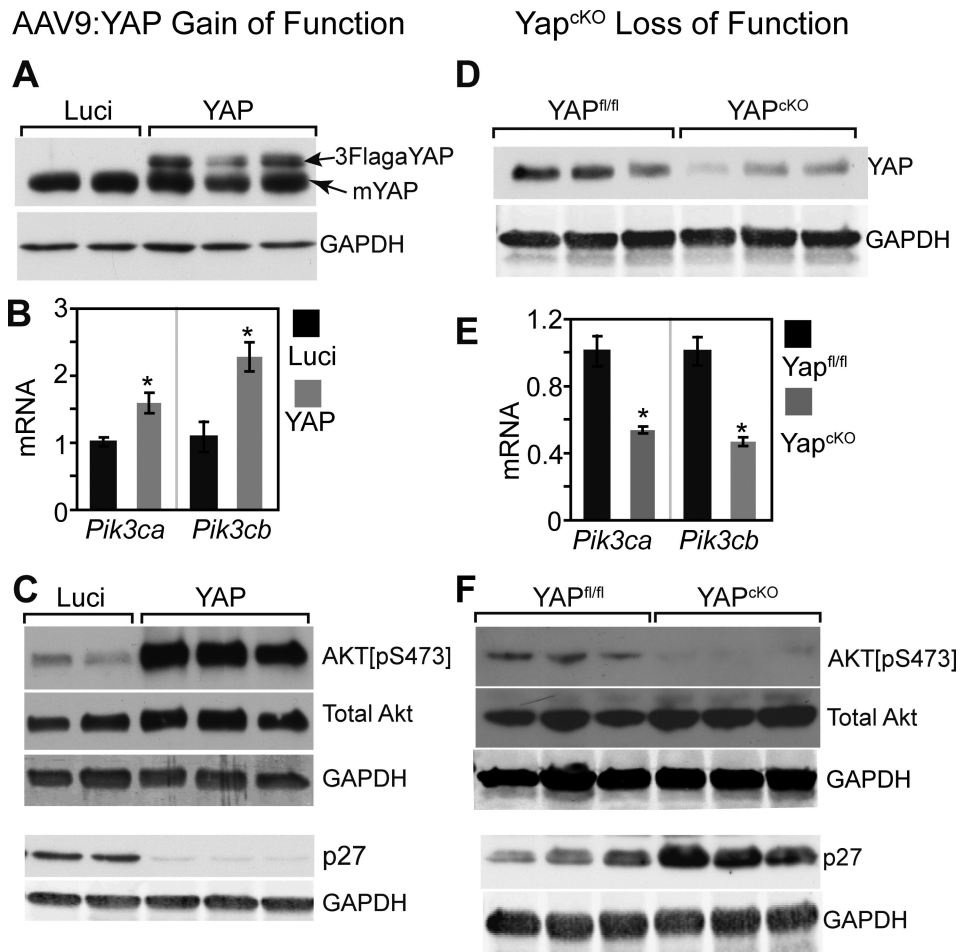 AAV9:YAP Gain of Function
Yap^cKO Loss of Function
A
Luci YAP
3FlagaYAP
mYAP
GAPDH
B
3
2
1
0
mRNA
* *
Pik3ca Pik3cb
Luci
YAP
C
Luci YAP
AKT[pS473]
Total Akt
GAPDH
p27
GAPDH
D
YAP^fl/fl YAP^cKO
YAP
GAPDH
E
1.2
0.8
0.4
0
mRNA
* *
Pik3ca Pik3cb
Yap^fl/fl
Yap^cKO
F
YAP^fl/fl YAP^cKO
AKT[pS473]
Total Akt
GAPDH
p27
GAPDH